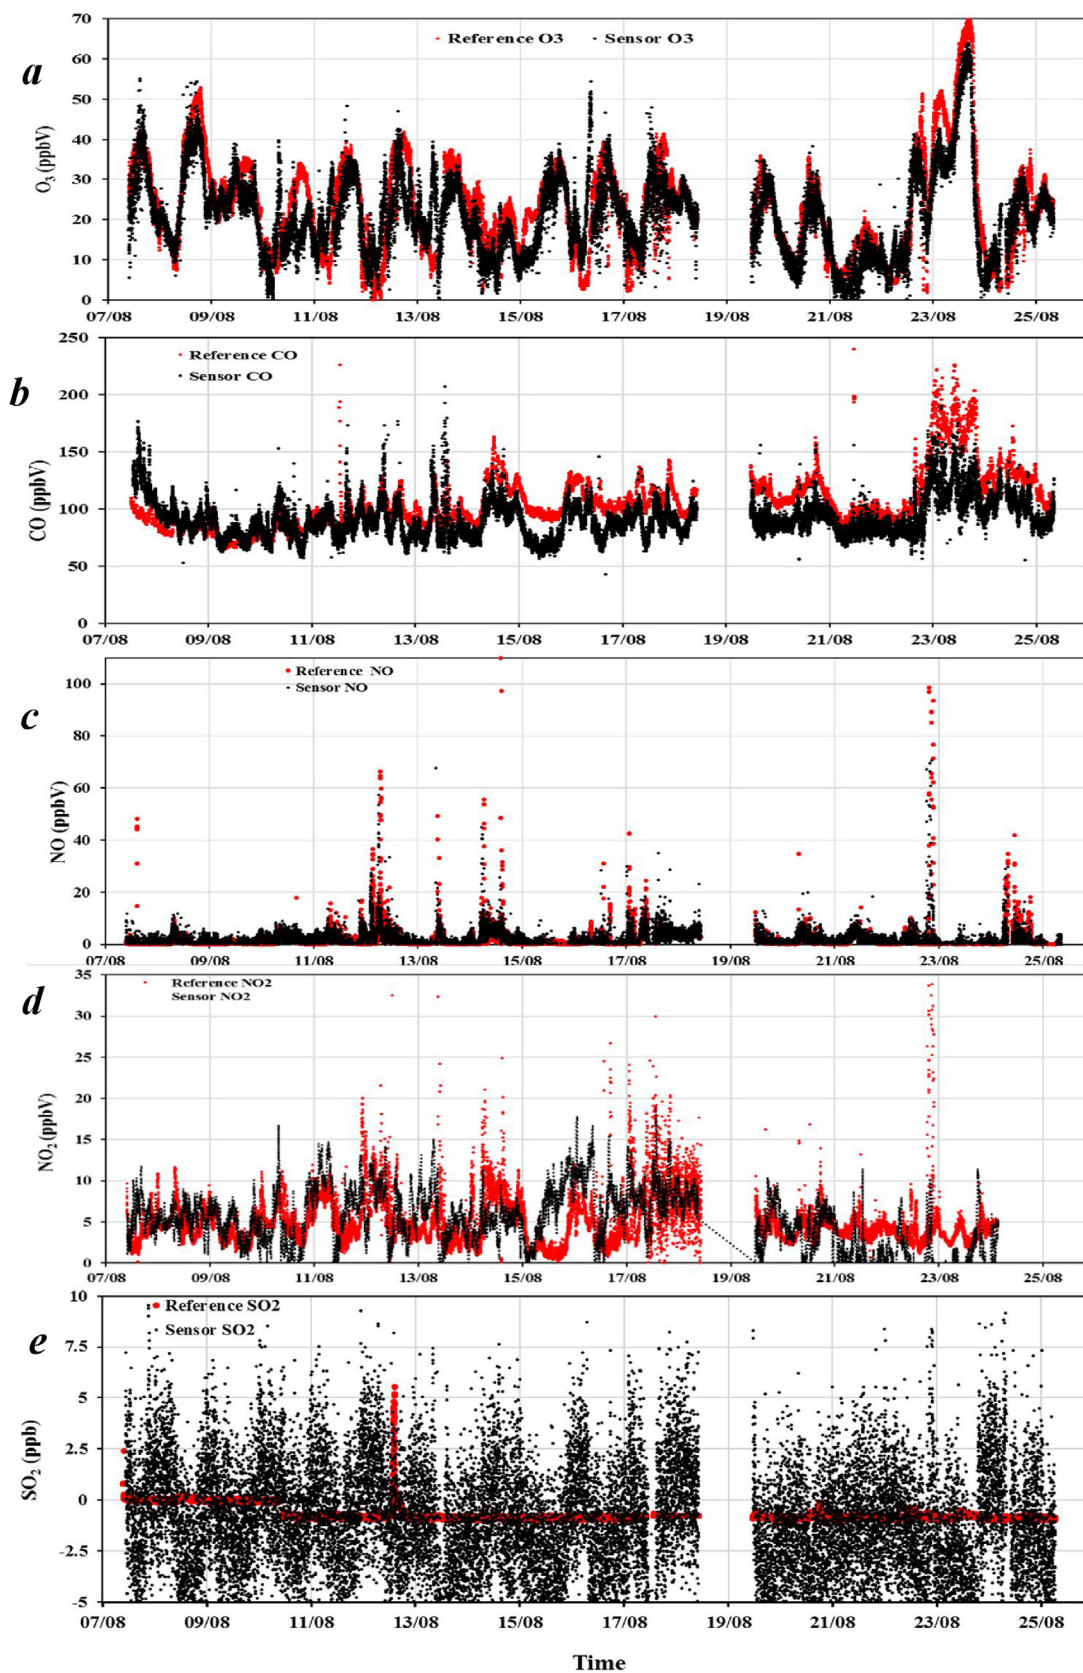 a
O3 (ppbV)
Reference O3 Sensor O3
70
60
50
40
30
20
10
0
07/08 09/08 11/08 13/08 15/08 17/08 19/08 21/08 23/08 25/08
b
CO (ppbV)
Reference CO
Sensor CO
250
200
150
100
50
0
07/08 09/08 11/08 13/08 15/08 17/08 19/08 21/08 23/08 25/08
c
NO (ppbV)
Reference NO
Sensor NO
100
80
60
40
20
0
07/08 09/08 11/08 13/08 15/08 17/08 19/08 21/08 23/08 25/08
d
NO2 (ppbV)
Reference NO2
Sensor NO2
35
30
25
20
15
10
5
0
07/08 09/08 11/08 13/08 15/08 17/08 19/08 21/08 23/08 25/08
e
SO2 (ppb)
Reference SO2
Sensor SO2
10
7.5
5
2.5
0
-2.5
-5
07/08 09/08 11/08 13/08 15/08 17/08 19/08 21/08 23/08 25/08
Time